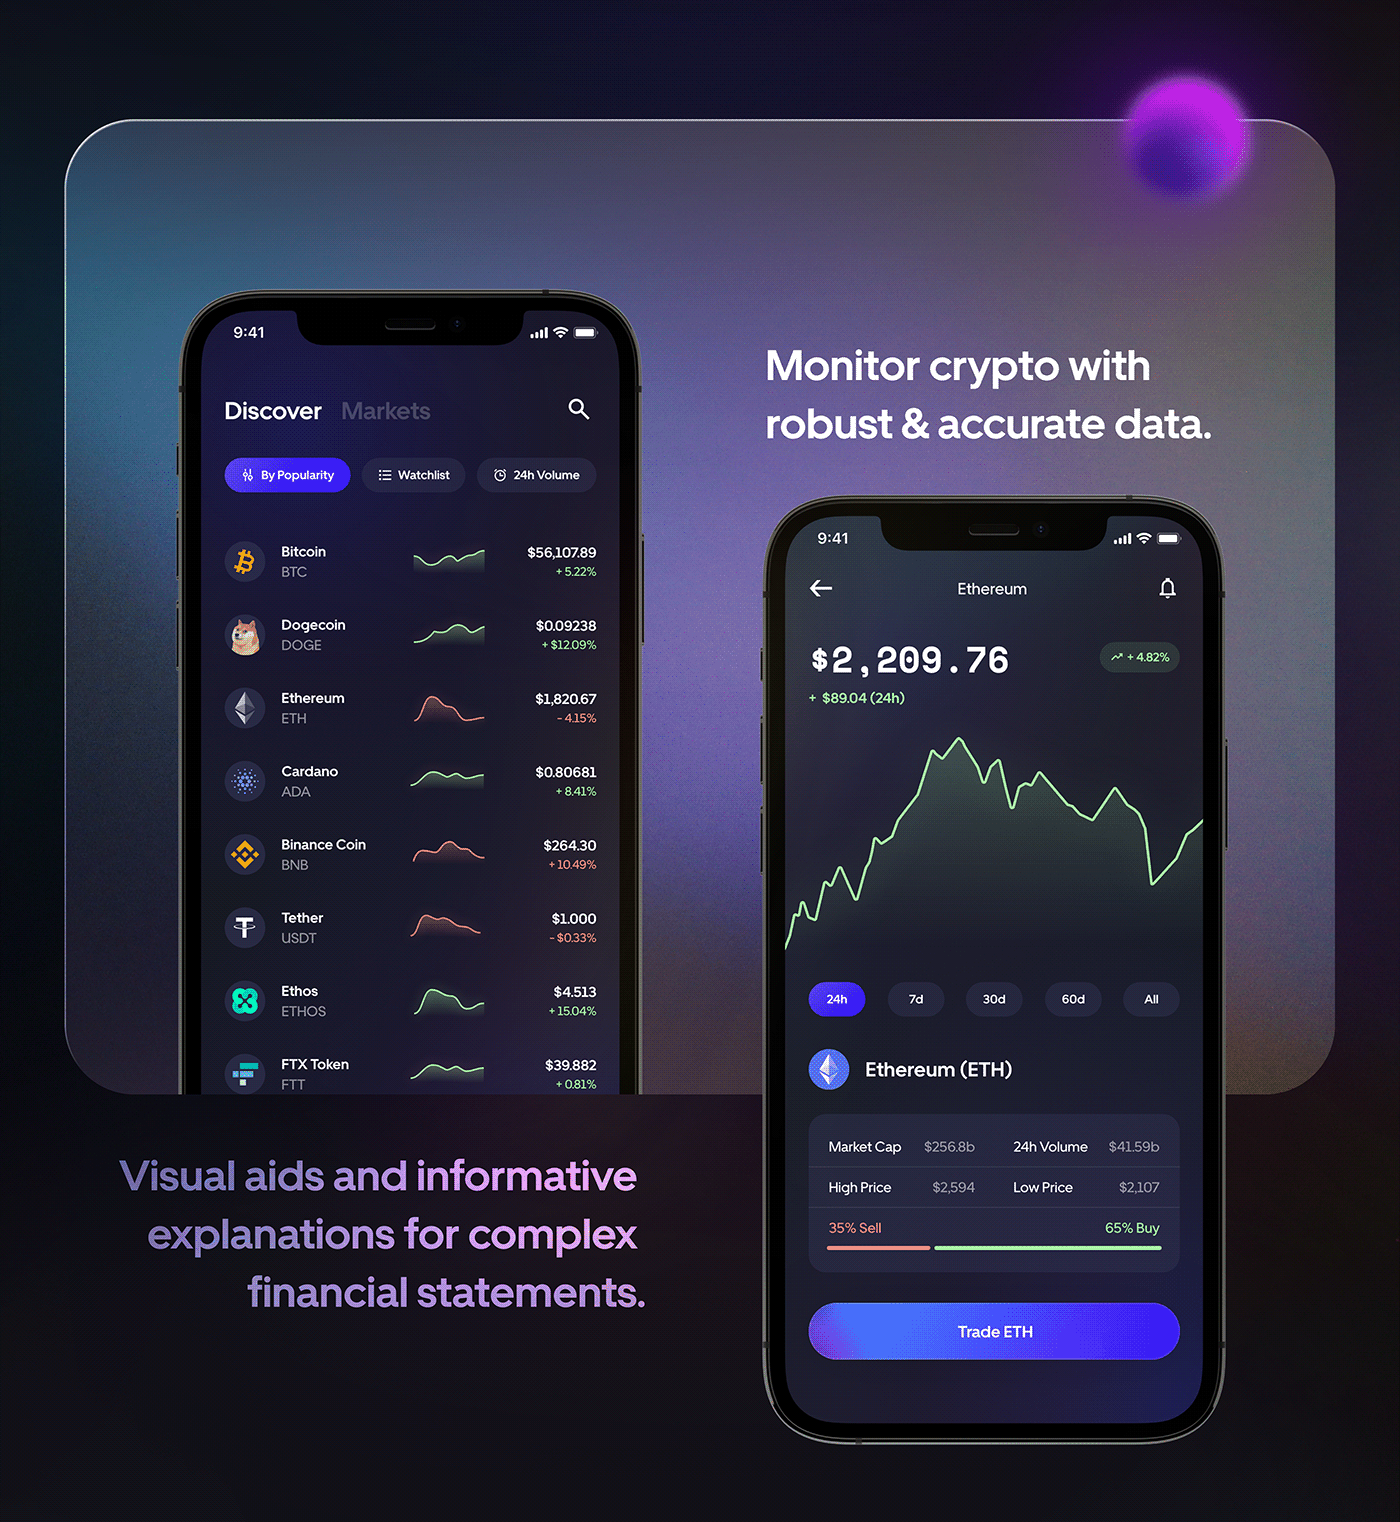 9:41
Discover Markets
By Popularity Watchlist 24h Volume
Bitcoin $56,107.89
BTC + 5.22%
Dogecoin $0.09238
DOGE + $12.09%
Ethereum $1,820.67
ETH - 4.15%
Cardano $0.80681
ADA + 8.41%
Binance Coin $264.30
BNB + 10.49%
Tether $1.000
USDT - $0.33%
Ethos $4.513
ETHOS + 15.04%
FTX Token $39.882
FTT + 0.81%
Monitor crypto with
robust & accurate data.
9:41
Ethereum
$2,209.76 + 4.82%
+ $89.04 (24h)
24h 7d 30d 60d All
Ethereum (ETH)
Market Cap $256.8b 24h Volume $41.59b
High Price $2,594 Low Price $2,107
35% Sell 65% Buy
Trade ETH
Visual aids and informative
explanations for complex
financial statements.